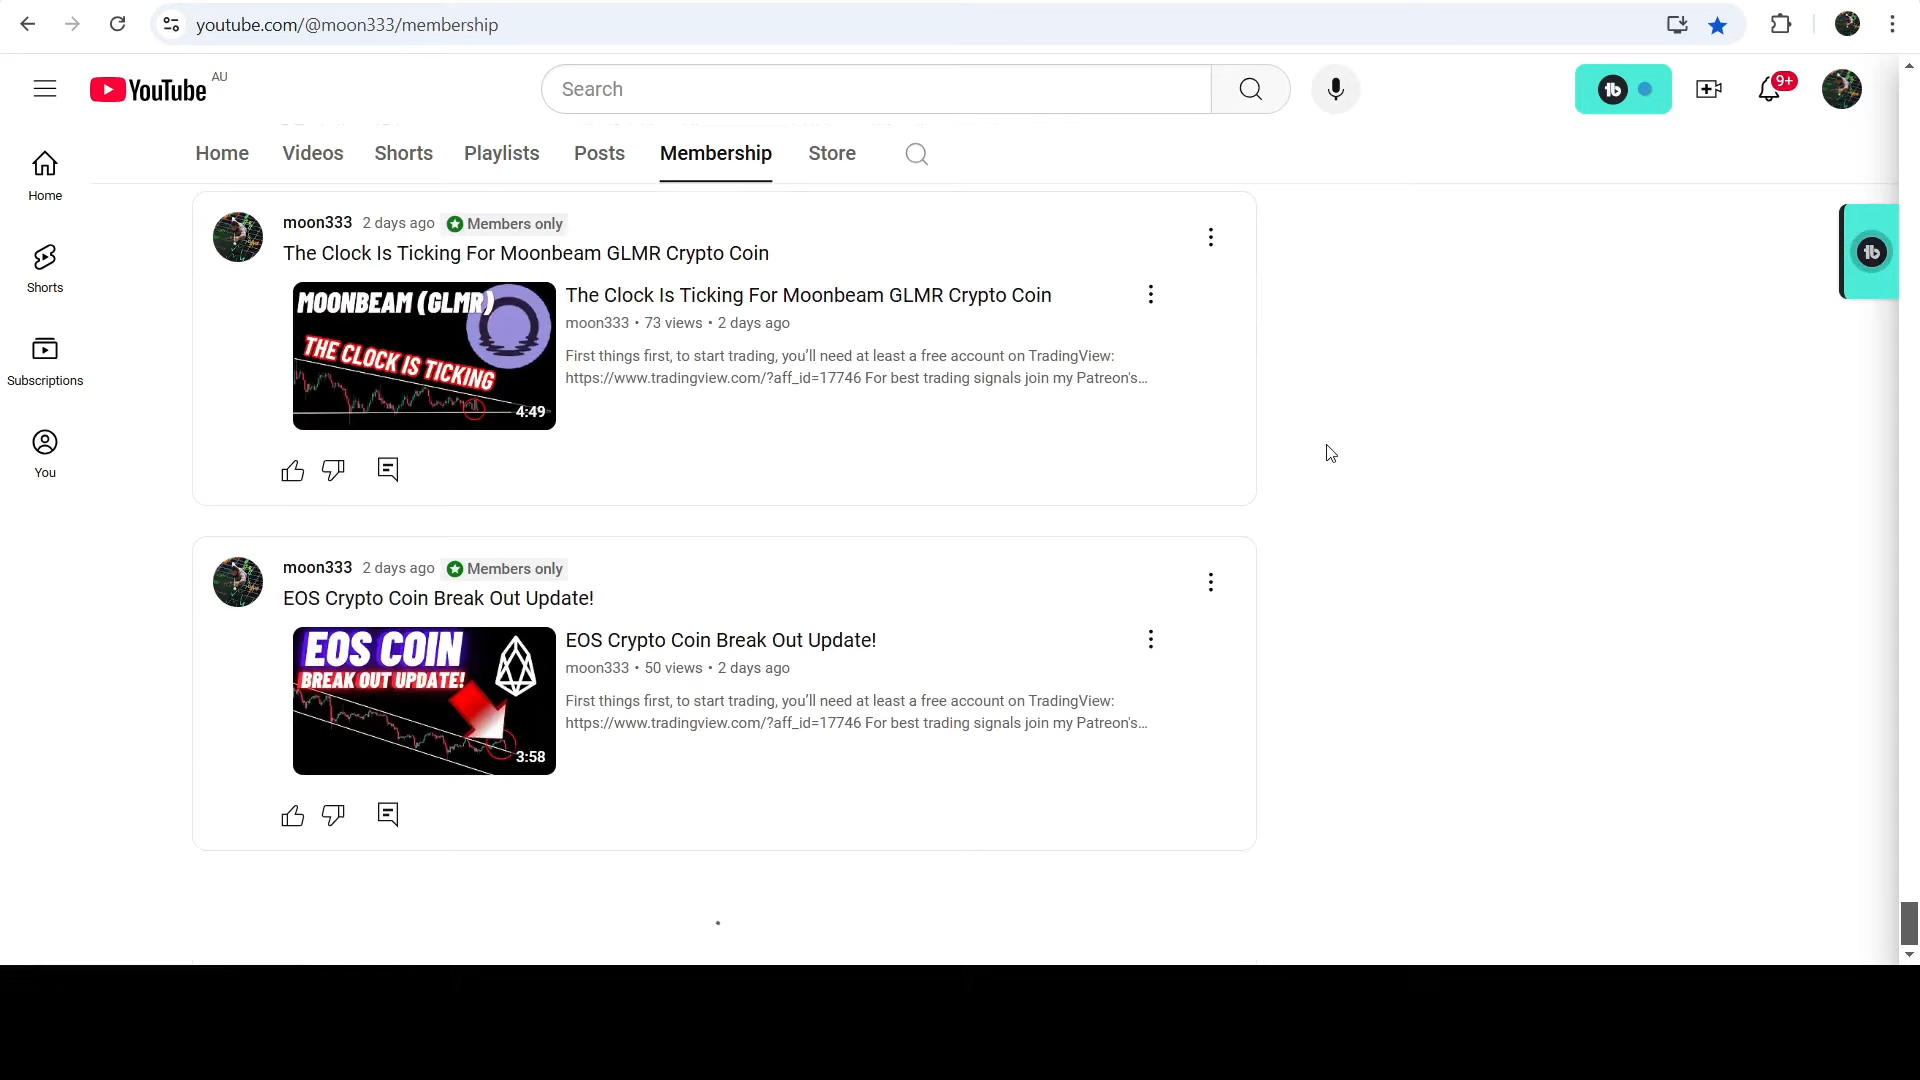 youtube.com/@moon333/membership
YouTube AU
Search
9+
Home
Videos
Shorts
Playlists
Posts
Membership
Store
Home
Shorts
Subscriptions
You
moon333 2 days ago Members only
The Clock Is Ticking For Moonbeam GLMR Crypto Coin
MOONBEAM (GLMR)
THE CLOCK IS TICKING
4:49
The Clock Is Ticking For Moonbeam GLMR Crypto Coin
moon333 • 73 views • 2 days ago
First things first, to start trading, you’ll need at least a free account on TradingView:
https://www.tradingview.com/?aff_id=17746 For best trading signals join my Patreon's...
moon333 2 days ago Members only
EOS Crypto Coin Break Out Update!
EOS COIN
BREAK OUT UPDATE!
3:58
EOS Crypto Coin Break Out Update!
moon333 • 50 views • 2 days ago
First things first, to start trading, you’ll need at least a free account on TradingView:
https://www.tradingview.com/?aff_id=17746 For best trading signals join my Patreon's...